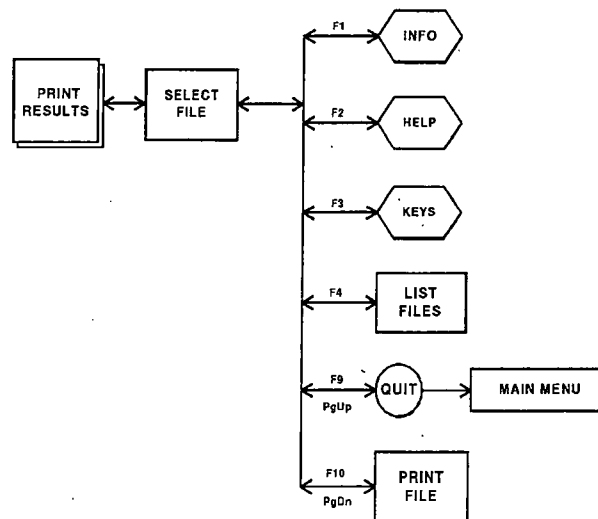 F1
INFO
PRINT
RESULTS
SELECT
FILE
F2
HELP
F3
KEYS
F4
LIST
FILES
F9
PgUp
QUIT
MAIN MENU
F10
PgDn
PRINT
FILE